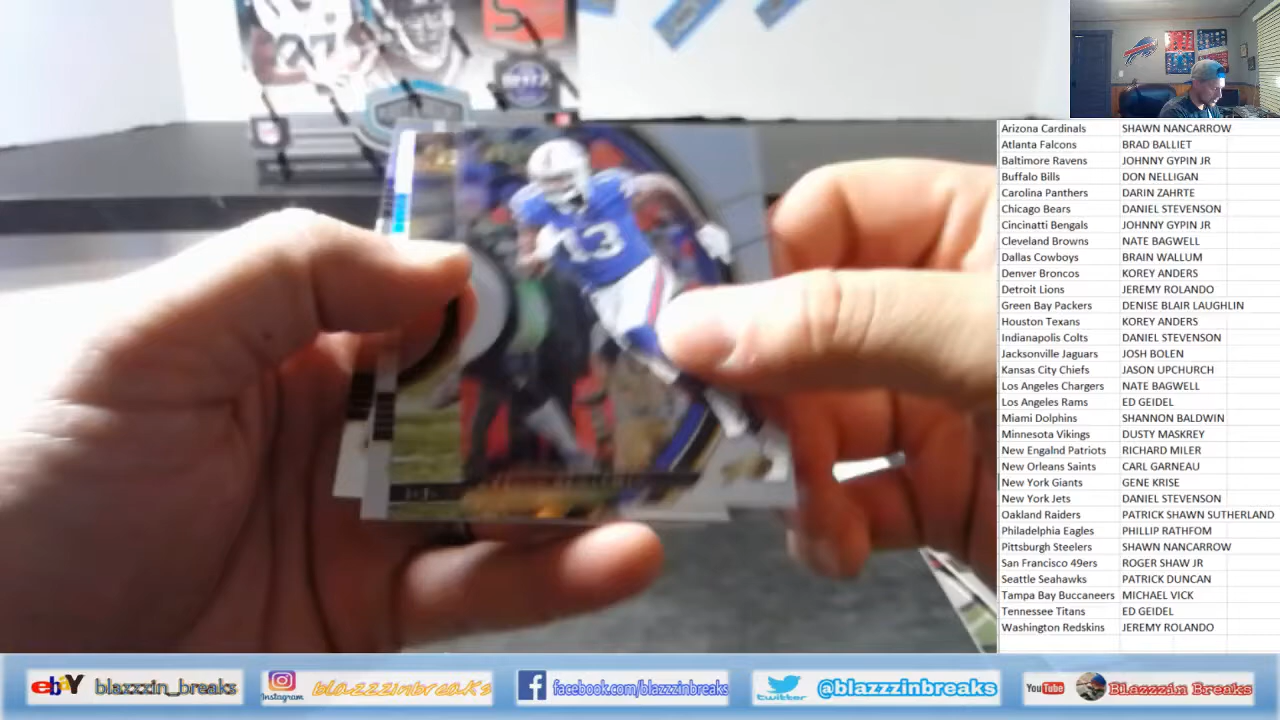 13
Arizona Cardinals SHAWN NANCARROW
Atlanta Falcons BRAD BALLIET
Baltimore Ravens JOHNNY GYPIN JR
Buffalo Bills DON NELLIGAN
Carolina Panthers DARIN ZAHRTE
Chicago Bears DANIEL STEVENSON
Cincinatti Bengals JOHNNY GYPIN JR
Cleveland Browns NATE BAGWELL
Dallas Cowboys BRAIN WALLUM
Denver Broncos KOREY ANDERS
Detroit Lions JEREMY ROLANDO
Green Bay Packers DENISE BLAIR LAUGHLIN
Houston Texans KOREY ANDERS
Indianapolis Colts DANIEL STEVENSON
Jacksonville Jaguars JOSH BOLEN
Kansas City Chiefs JASON UPCHURCH
Los Angeles Chargers NATE BAGWELL
Los Angeles Rams ED GEIDEL
Miami Dolphins SHANNON BALDWIN
Minnesota Vikings DUSTY MASKREY
New Engalnd Patriots RICHARD MILER
New Orleans Saints CARL GARNEAU
New York Giants GENE KRISE
New York Jets DANIEL STEVENSON
Oakland Raiders PATRICK SHAWN SUTHERLAND
Philadelphia Eagles PHILLIP RATHFOM
Pittsburgh Steelers SHAWN NANCARROW
San Francisco 49ers ROGER SHAW JR
Seattle Seahawks PATRICK DUNCAN
Tampa Bay Buccaneers MICHAEL VICK
Tennessee Titans ED GEIDEL
Washington Redskins JEREMY ROLANDO
ebaY blazzzin_breaks
Instagram blazzzinbreaks
facebook.com/blazzzinbreaks
twitter @blazzzinbreaks
YouTube Blazzzin Breaks